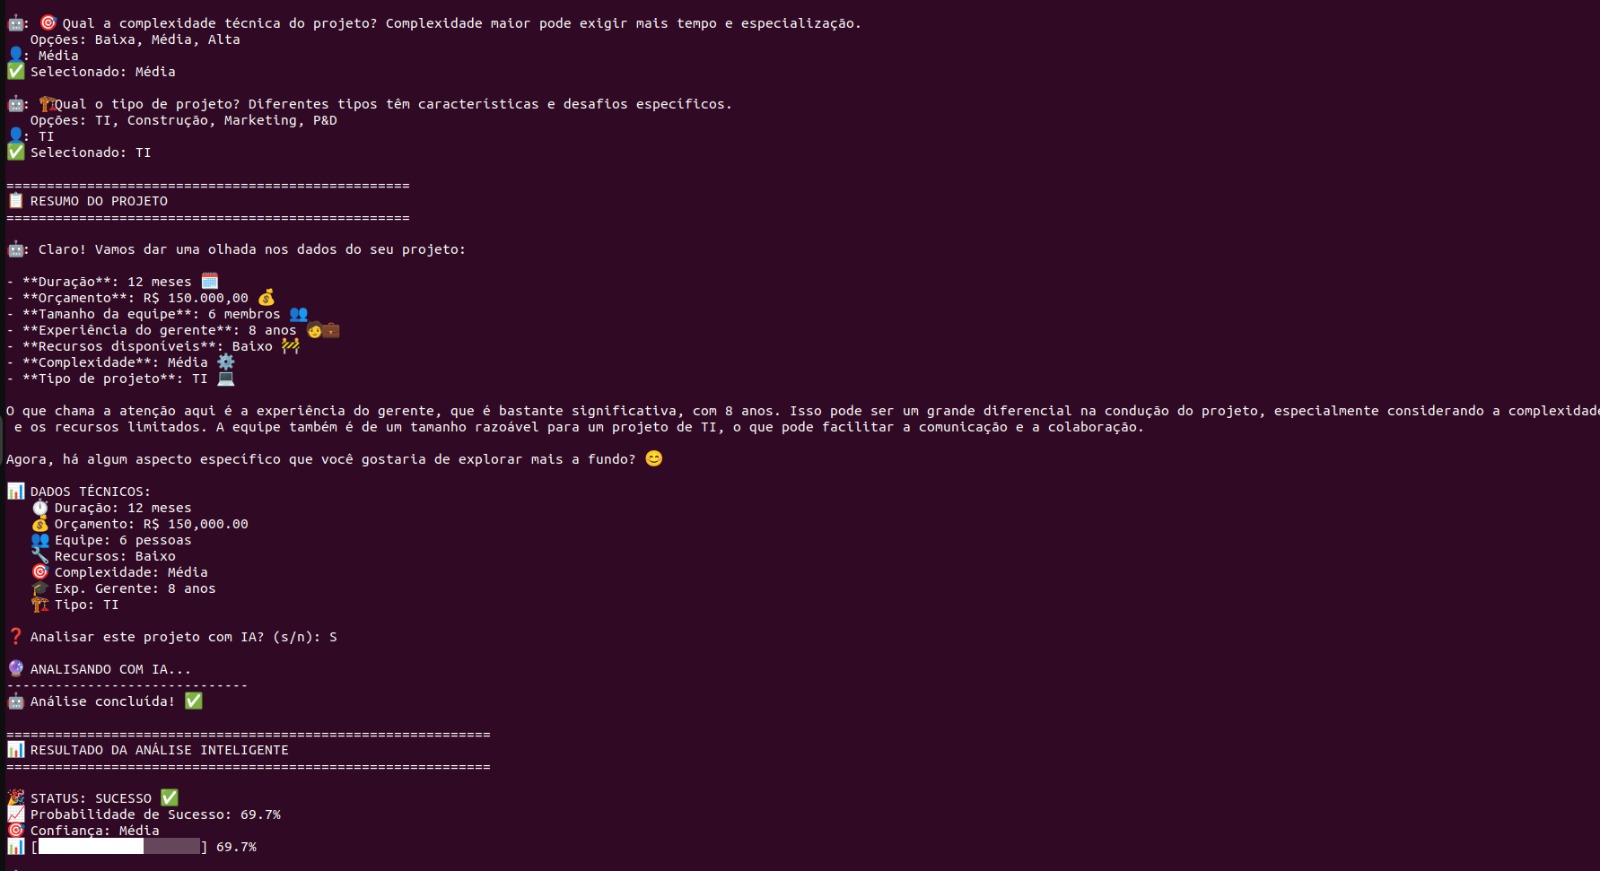 🤖: 🎯 Qual a complexidade técnica do projeto? Complexidade maior pode exigir mais tempo e especialização.
Opções: Baixa, Média, Alta
👤: Média
✅ Selecionado: Média
🤖: 🏗️Qual o tipo de projeto? Diferentes tipos têm características e desafios específicos.
Opções: TI, Construção, Marketing, P&D
👤: TI
✅ Selecionado: TI
==================================================
📋 RESUMO DO PROJETO
==================================================
🤖: Claro! Vamos dar uma olhada nos dados do seu projeto:
- **Duração**: 12 meses 🗓️
- **Orçamento**: R$ 150.000,00 💰
- **Tamanho da equipe**: 6 membros 👥
- **Experiência do gerente**: 8 anos 🧑‍💼
- **Recursos disponíveis**: Baixo 🚧
- **Complexidade**: Média ⚙️
- **Tipo de projeto**: TI 💻
O que chama a atenção aqui é a experiência do gerente, que é bastante significativa, com 8 anos. Isso pode ser um grande diferencial na condução do projeto, especialmente considerando a complexidade
e os recursos limitados. A equipe também é de um tamanho razoável para um projeto de TI, o que pode facilitar a comunicação e a colaboração.
Agora, há algum aspecto específico que você gostaria de explorar mais a fundo? 😊
📊 DADOS TÉCNICOS:
⏱️ Duração: 12 meses
💰 Orçamento: R$ 150,000.00
👥 Equipe: 6 pessoas
🔧 Recursos: Baixo
🎯 Complexidade: Média
🎓 Exp. Gerente: 8 anos
🏗️ Tipo: TI
❓ Analisar este projeto com IA? (s/n): S
🔮 ANALISANDO COM IA...
------------------------------
🤖 Análise concluída! ✅
============================================================
📊 RESULTADO DA ANÁLISE INTELIGENTE
============================================================
🎉 STATUS: SUCESSO ✅
📈 Probabilidade de Sucesso: 69.7%
🎯 Confiança: Média
📊 [█████████████░░░░░░░] 69.7%